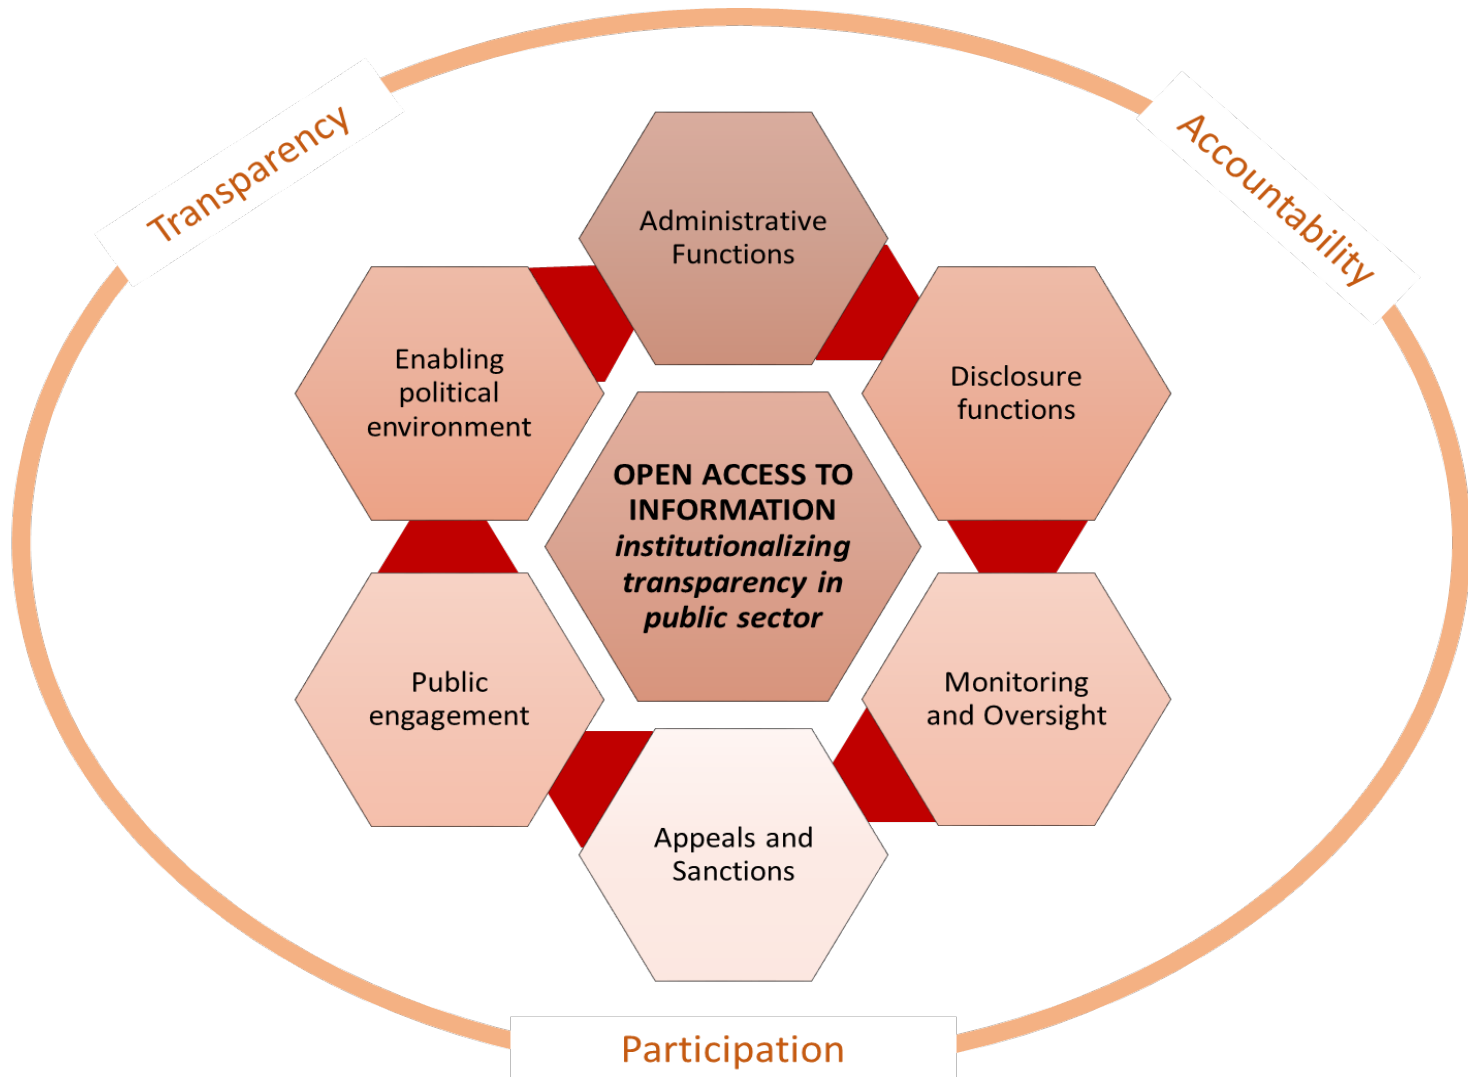 Transparency
Accountability
Administrative
Functions
Enabling
political
environment
Disclosure
functions
OPEN ACCESS TO
INFORMATION
institutionalizing
transparency in
public sector
Public
engagement
Monitoring
and Oversight
Appeals and
Sanctions
Participation